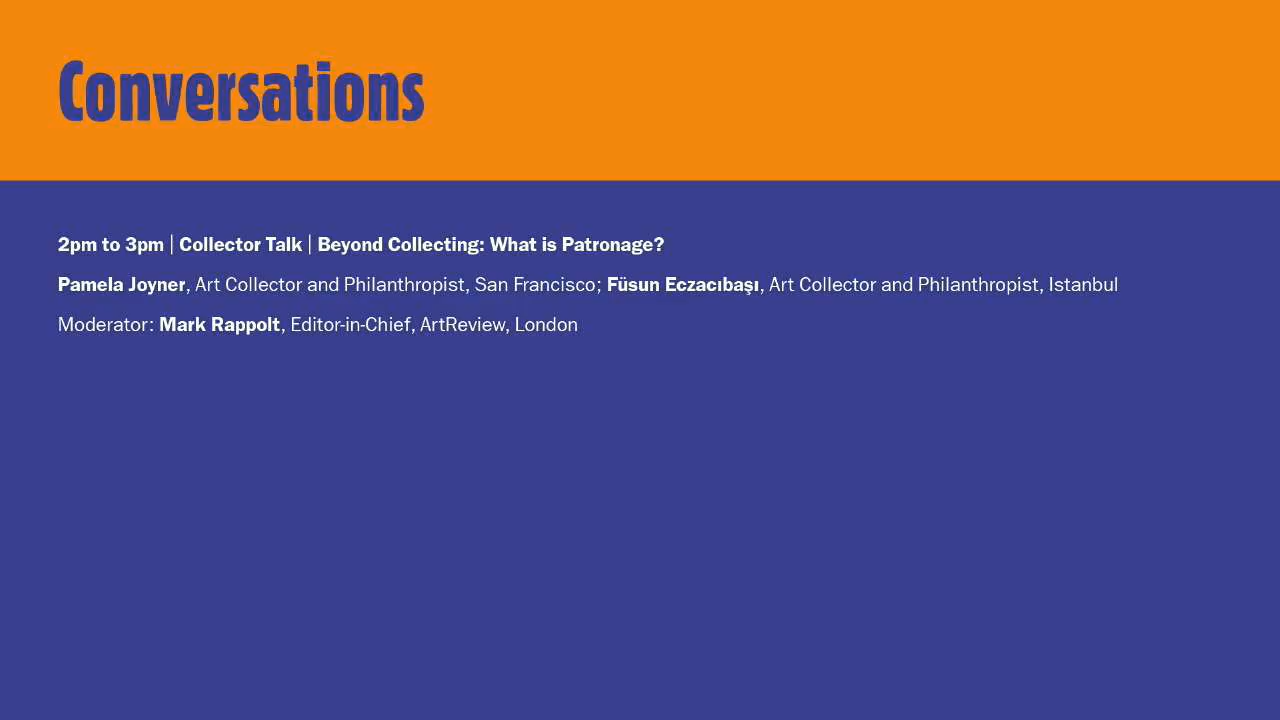 Conversations
2pm to 3pm | Collector Talk | Beyond Collecting: What is Patronage?
Pamela Joyner, Art Collector and Philanthropist, San Francisco; Füsun Eczacıbaşı, Art Collector and Philanthropist, Istanbul
Moderator: Mark Rappolt, Editor-in-Chief, ArtReview, London